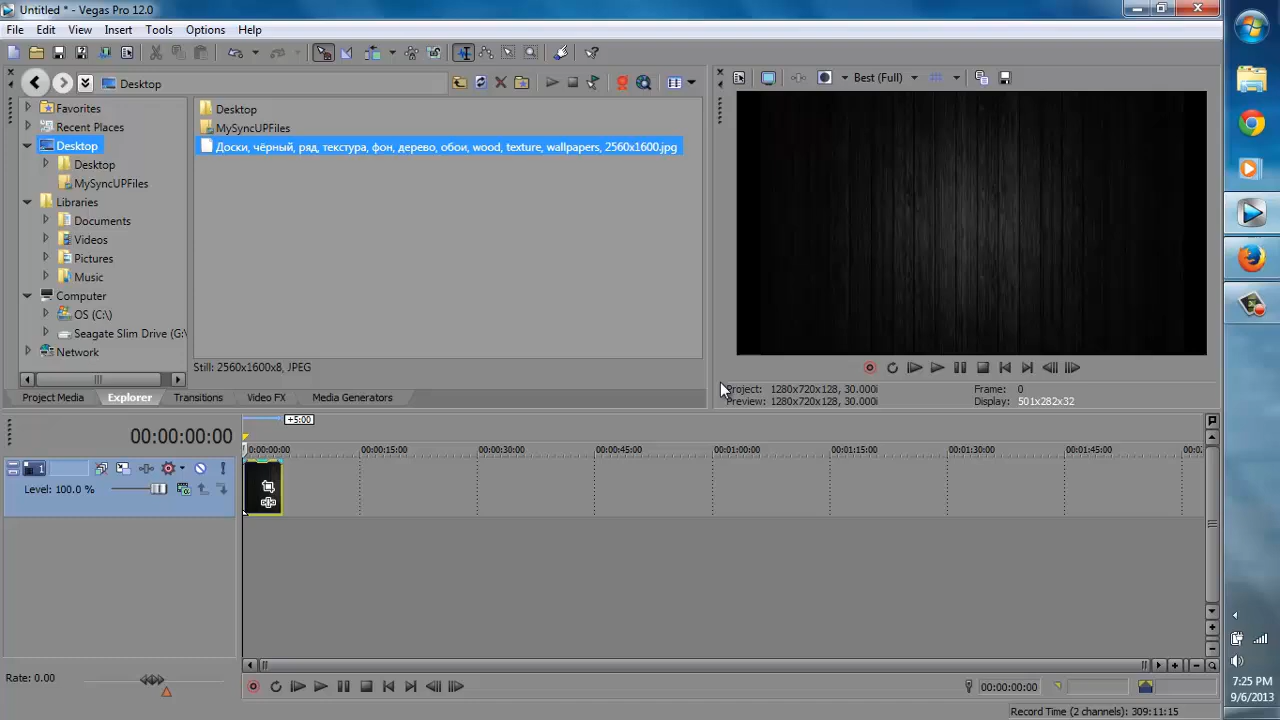 Untitled * - Vegas Pro 12.0
File Edit View Insert Tools Options Help
Desktop
Best (Full)
Favorites
Recent Places
Desktop
Desktop
MySyncUPFiles
Libraries
Documents
Videos
Pictures
Music
Computer
OS (C:)
Seagate Slim Drive (G:\
Network
Desktop
MySyncUPFiles
Доски, чёрный, ряд, текстура, фон, дерево, обои, wood, texture, wallpapers, 2560x1600.jpg
Still: 2560x1600x8, JPEG
Project Media Explorer Transitions Video FX Media Generators
Project: 1280x720x128, 30.000i Frame: 0
Preview: 1280x720x128, 30.000i Display: 501x282x32
+5:00
00:00:00:00
0:00:00:00 00:00:15:00 00:00:30:00 00:00:45:00 00:01:00:00 00:01:15:00 00:01:30:00 00:01:45:00
1
Level: 100.0 %
Rate: 0.00
00:00:00:00
Record Time (2 channels): 309:11:15
7:25 PM
9/6/2013